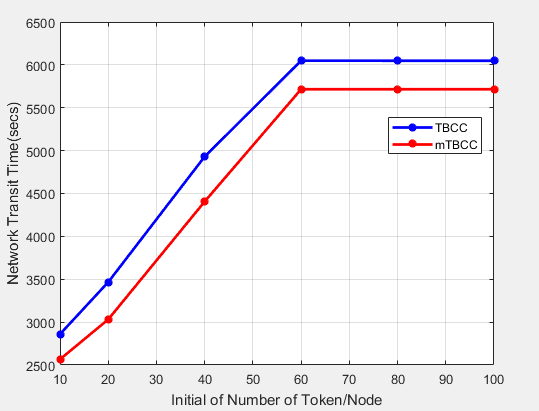 6500
6000
5500
5000
4500
4000
3500
3000
2500
Network Transit Time(secs)
TBCC
mTBCC
10 20 30 40 50 60 70 80 90 100
Initial of Number of Token/Node